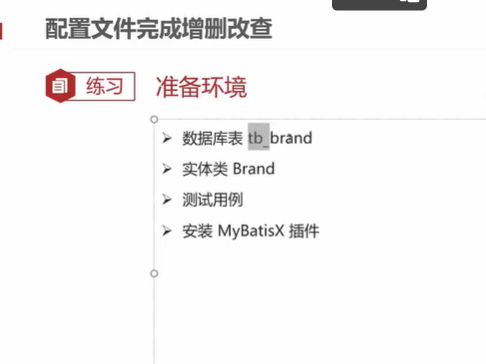 配置文件完成增删改查
练习
准备环境
➢ 数据库表 tb_brand
➢ 实体类 Brand
➢ 测试用例
➢ 安装 MyBatisX 插件